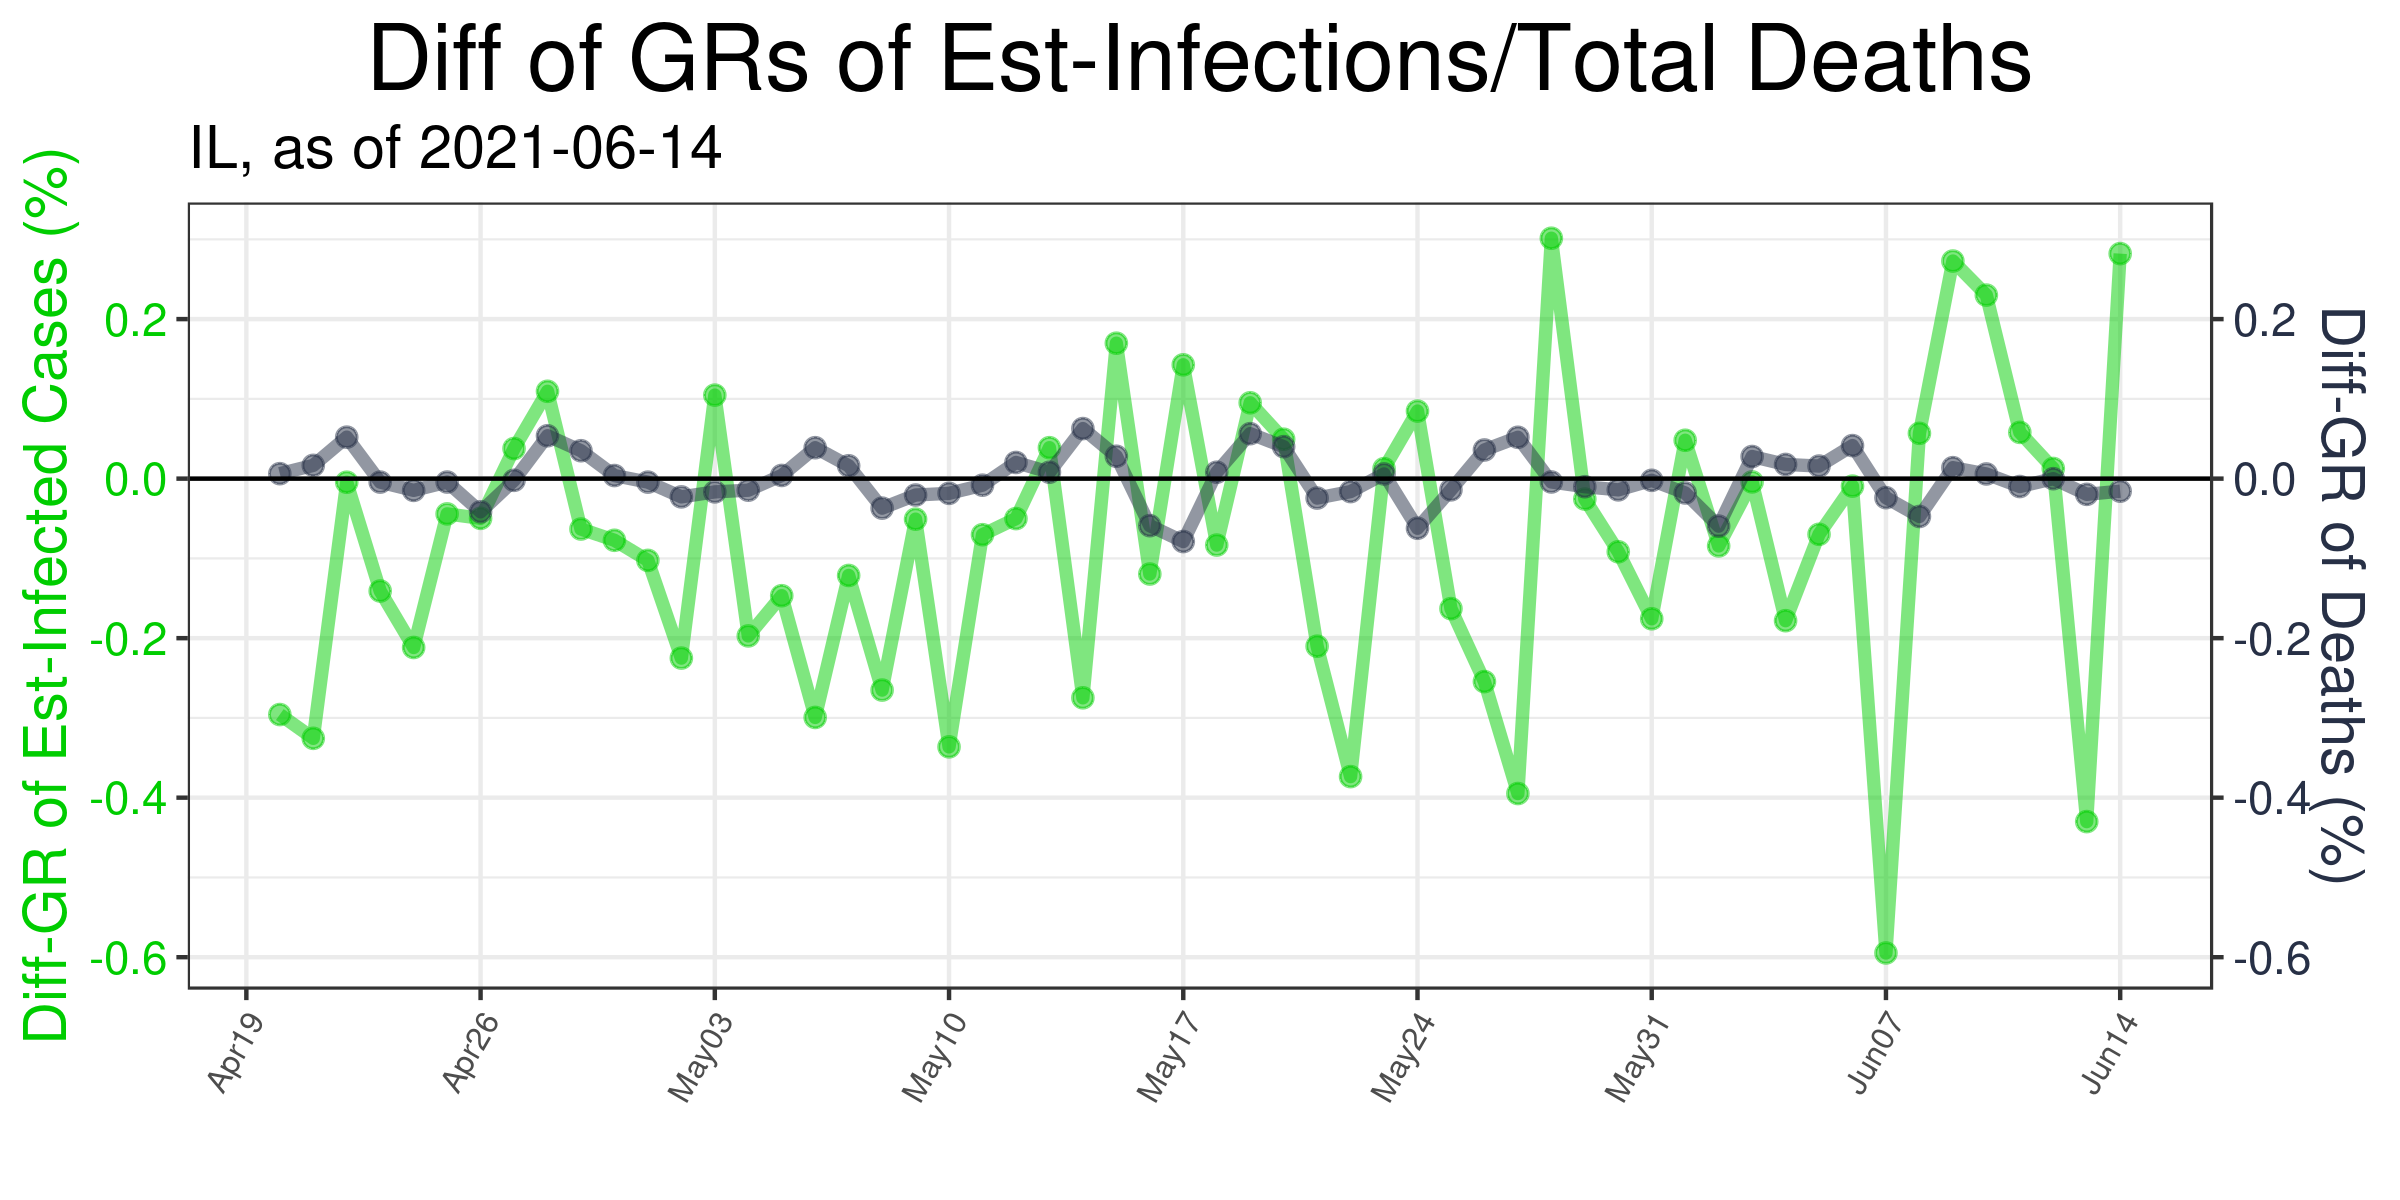 Diff of GRs of Est-Infections/Total Deaths
IL, as of 2021-06-14
Diff-GR of Est-Infected Cases (%)
0.2
0.0
-0.2
-0.4
-0.6
0.2
0.0
-0.2
-0.4
-0.6
Diff-GR of Deaths (%)
Apr19
Apr26
May03
May10
May17
May24
May31
Jun07
Jun14